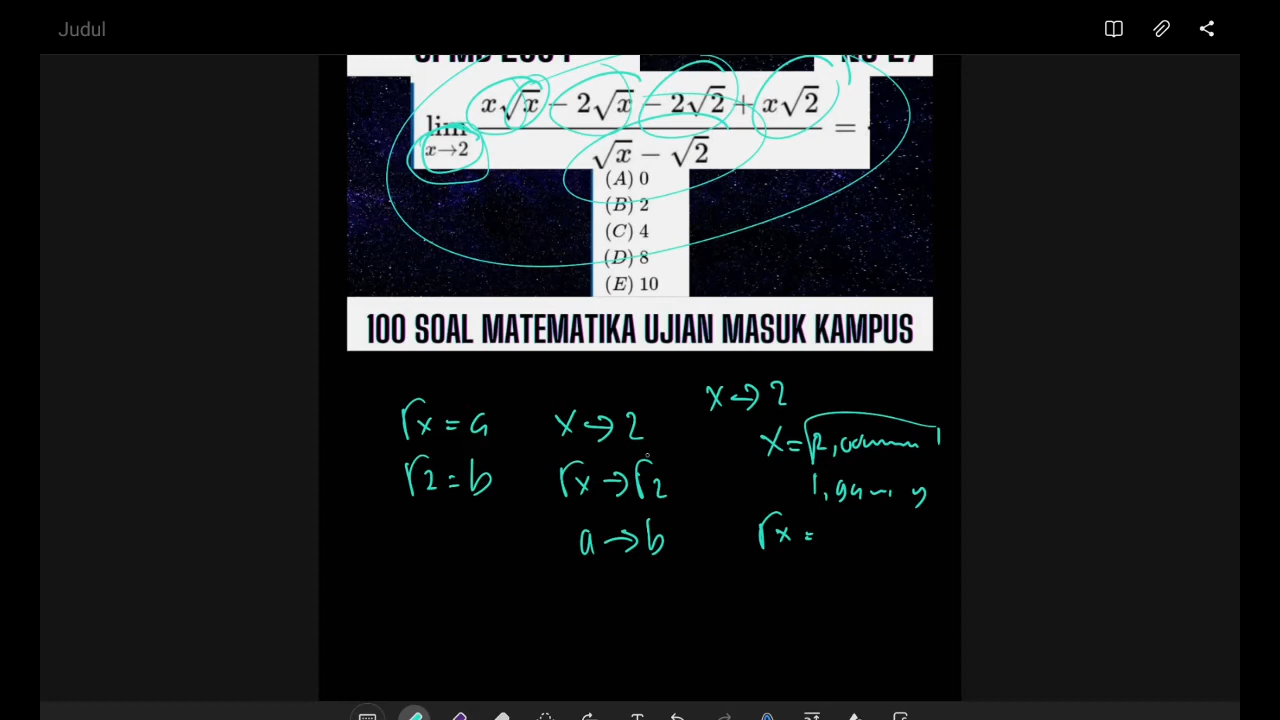 Judul
lim x→2 x√x − 2√x − 2√2 + x√2 / √x − √2 =
(A) 0
(B) 2
(C) 4
(D) 8
(E) 10
100 SOAL MATEMATIKA UJIAN MASUK KAMPUS
√x = a
√2 = b
x → 2
√x → √2
a → b
x → 2
x =
√x =